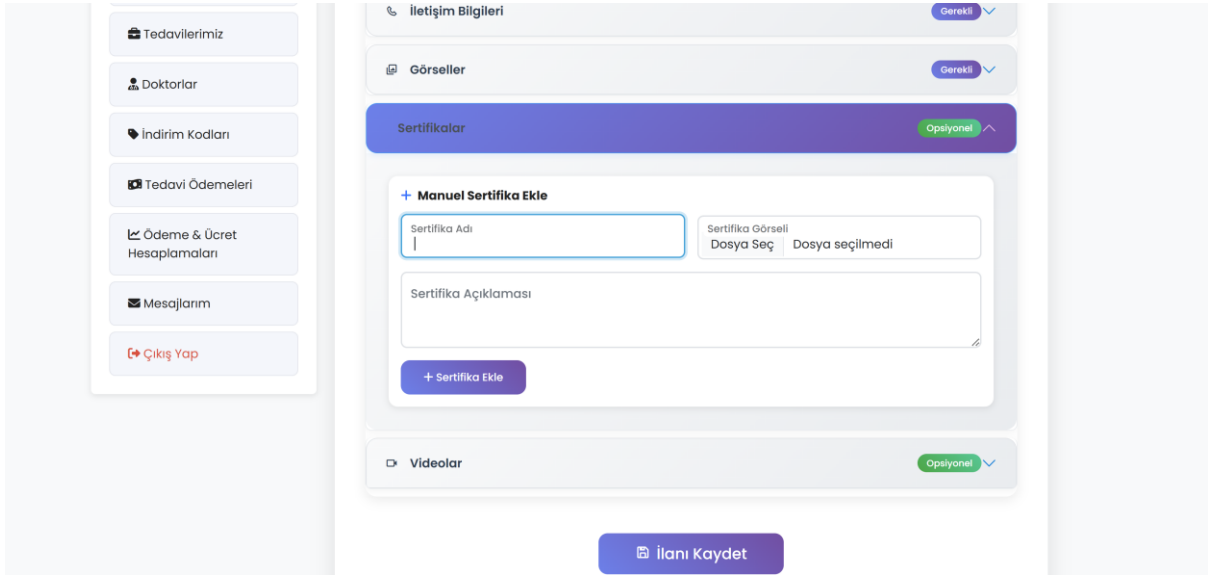 Tedavilerimiz
Doktorlar
İndirim Kodları
Tedavi Ödemeleri
Ödeme & Ücret
Hesaplamaları
Mesajlarım
Çıkış Yap
İletişim Bilgileri
Gerekli
Görseller
Gerekli
Sertifikalar
Opsiyonel
+ Manuel Sertifika Ekle
Sertifika Adı
Sertifika Görseli
Dosya Seç Dosya seçilmedi
Sertifika Açıklaması
+ Sertifika Ekle
Videolar
Opsiyonel
İlanı Kaydet